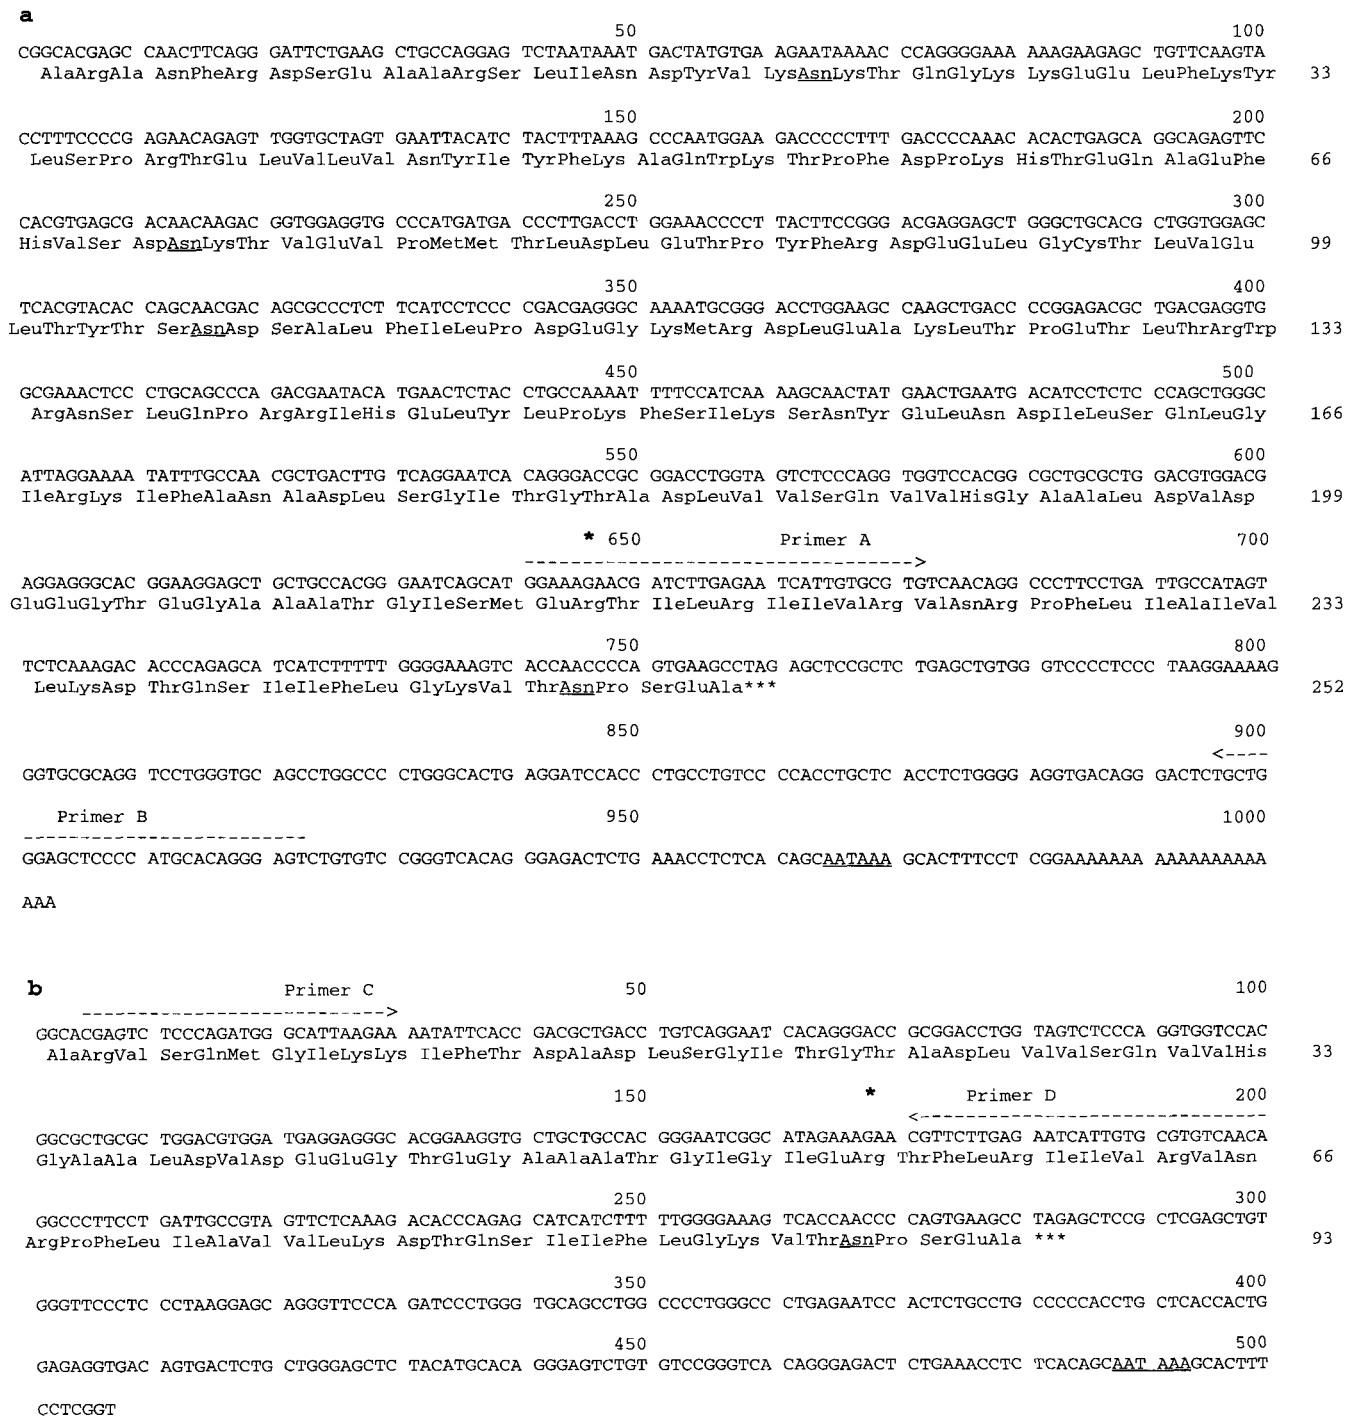 a
50 100
CGGCACGAGC CAACTTCAGG GATTCTGAAG CTGCCAGGAG TCTAATAAAT GACTATGTGA AGAATAAAAC CCAGGGGAAA AAAGAAGAGC TGTTCAAGTA
AlaArgAla AsnPheArg AspSerGlu AlaAlaArgSer LeuIleAsn AspTyrVal LysAsnLysThr GlnGlyLys LysGluGlu LeuPheLysTyr 33
150 200
CCTTTCCCCG AGAACAGAGT TGGTGCTAGT GAATTACATC TACTTTAAAG CCCAATGGAA GACCCCCTTT GACCCCAAAC ACACTGAGCA GGCAGAGTTC
LeuSerPro ArgThrGlu LeuValLeuVal AsnTyrIle TyrPheLys AlaGlnTrpLys ThrProPhe AspProLys HisThrGluGln AlaGluPhe 66
250 300
CACGTGAGCG ACAACAAGAC GGTGGAGGTG CCCATGATGA CCCTTGACCT GGAAACCCCT TACTTCCGGG ACGAGGAGCT GGGCTGCACG CTGGTGGAGC
HisValSer AspAsnLysThr ValGluVal ProMetMet ThrLeuAspLeu GluThrPro TyrPheArg AspGluGluLeu GlyCysThr LeuValGlu 99
350 400
TCACGTACAC CAGCAACGAC AGCGCCCTCT TCATCCTCCC CGACGAGGGC AAAATGCGGG ACCTGGAAGC CAAGCTGACC CCGGAGACGC TGACGAGGTG
LeuThrTyrThr SerAsnAsp SerAlaLeu PheIleLeuPro AspGluGly LysMetArg AspLeuGluAla LysLeuThr ProGluThr LeuThrArgTrp 133
450 500
GCGAAACTCC CTGCAGCCCA GACGAATACA TGAACTCTAC CTGCCAAAAT TTTCCATCAA AAGCAACTAT GAACTGAATG ACATCCTCTC CCAGCTGGGC
ArgAsnSer LeuGlnPro ArgArgIleHis GluLeuTyr LeuProLys PheSerIleLys SerAsnTyr GluLeuAsn AspIleLeuSer GlnLeuGly 166
550 600
ATTAGGAAAA TATTTGCCAA CGCTGACTTG TCAGGAATCA CAGGGACCGC GGACCTGGTA GTCTCCCAGG TGGTCCACGG CGCTGCGCTG GACGTGGACG
IleArgLys IlePheAlaAsn AlaAspLeu SerGlyIle ThrGlyThrAla AspLeuVal ValSerGln ValValHisGly AlaAlaLeu AspValAsp 199
* 650 Primer A 700
-------------------------------->
AGGAGGGCAC GGAAGGAGCT GCTGCCACGG GAATCAGCAT GGAAAGAACG ATCTTGAGAA TCATTGTGCG TGTCAACAGG CCCTTCCTGA TTGCCATAGT
GluGluGlyThr GluGlyAla AlaAlaThr GlyIleSerMet GluArgThr IleLeuArg IleIleValArg ValAsnArg ProPheLeu IleAlaIleVal 233
750 800
TCTCAAAGAC ACCCAGAGCA TCATCTTTTT GGGGAAAGTC ACCAACCCCA GTGAAGCCTAG AGCTCCGCTC TGAGCTGTGG GTCCCCTCCC TAAGGAAAAG
LeuLysAsp ThrGlnSer IleIlePheLeu GlyLysVal ThrAsnPro SerGluAla*** 252
850 900
<----
GGTGCGCAGG TCCTGGGTGC AGCCTGGCCC CTGGGCACTG AGGATCCACC CTGCCTGTCC CCACCTGCTC ACCTCTGGGG AGGTGACAGG GACTCTGCTG
Primer B 950 1000
-----------------------
GGAGCTCCCC ATGCACAGGG AGTCTGTGTC CGGGTCACAG GGAGACTCTG AAACCTCTCA CAGCAATAAA GCACTTTCCT CGGAAAAAAA AAAAAAAAAA
AAA
b Primer C 50 100
------------------------->
GGCACGAGTC TCCCAGATGG GCATTAAGAA AATATTCACC GACGCTGACC TGTCAGGAAT CACAGGGACC GCGGACCTGG TAGTCTCCCA GGTGGTCCAC
AlaArgVal SerGlnMet GlyIleLysLys IlePheThr AspAlaAsp LeuSerGlyIle ThrGlyThr AlaAspLeu ValValSerGln ValValHis 33
150 * Primer D 200
<----------------------------
GGCGCTGCGC TGGACGTGGA TGAGGAGGGC ACGGAAGGTG CTGCTGCCAC GGGAATCGGC ATAGAAAGAA CGTTCTTGAG AATCATTGTG CGTGTCAACA
GlyAlaAla LeuAspValAsp GluGluGly ThrGluGly AlaAlaAlaThr GlyIleGly IleGluArg ThrPheLeuArg IleIleVal ArgValAsn 66
250 300
GGCCCTTCCT GATTGCCGTA GTTCTCAAAG ACACCCAGAG CATCATCTTT TTGGGGAAAG TCACCAACCC CAGTGAAGCC TAGAGCTCCG CTCGAGCTGT
ArgProPheLeu IleAlaVal ValLeuLys AspThrGlnSer IleIlePhe LeuGlyLys ValThrAsnPro SerGluAla *** 93
350 400
GGGTTCCCTC CCTAAGGAGC AGGGTTCCCA GATCCCTGGG TGCAGCCTGG CCCCTGGGCC CTGAGAATCC ACTCTGCCTG CCCCCACCTG CTCACCACTG
450 500
GAGAGGTGAC AGTGACTCTG CTGGGAGCTC TACATGCACA GGGAGTCTGT GTCCGGGTCA CAGGGAGACT CTGAAACCTC TCACAGCAAT AAAGCACTTT
CCTCGGT